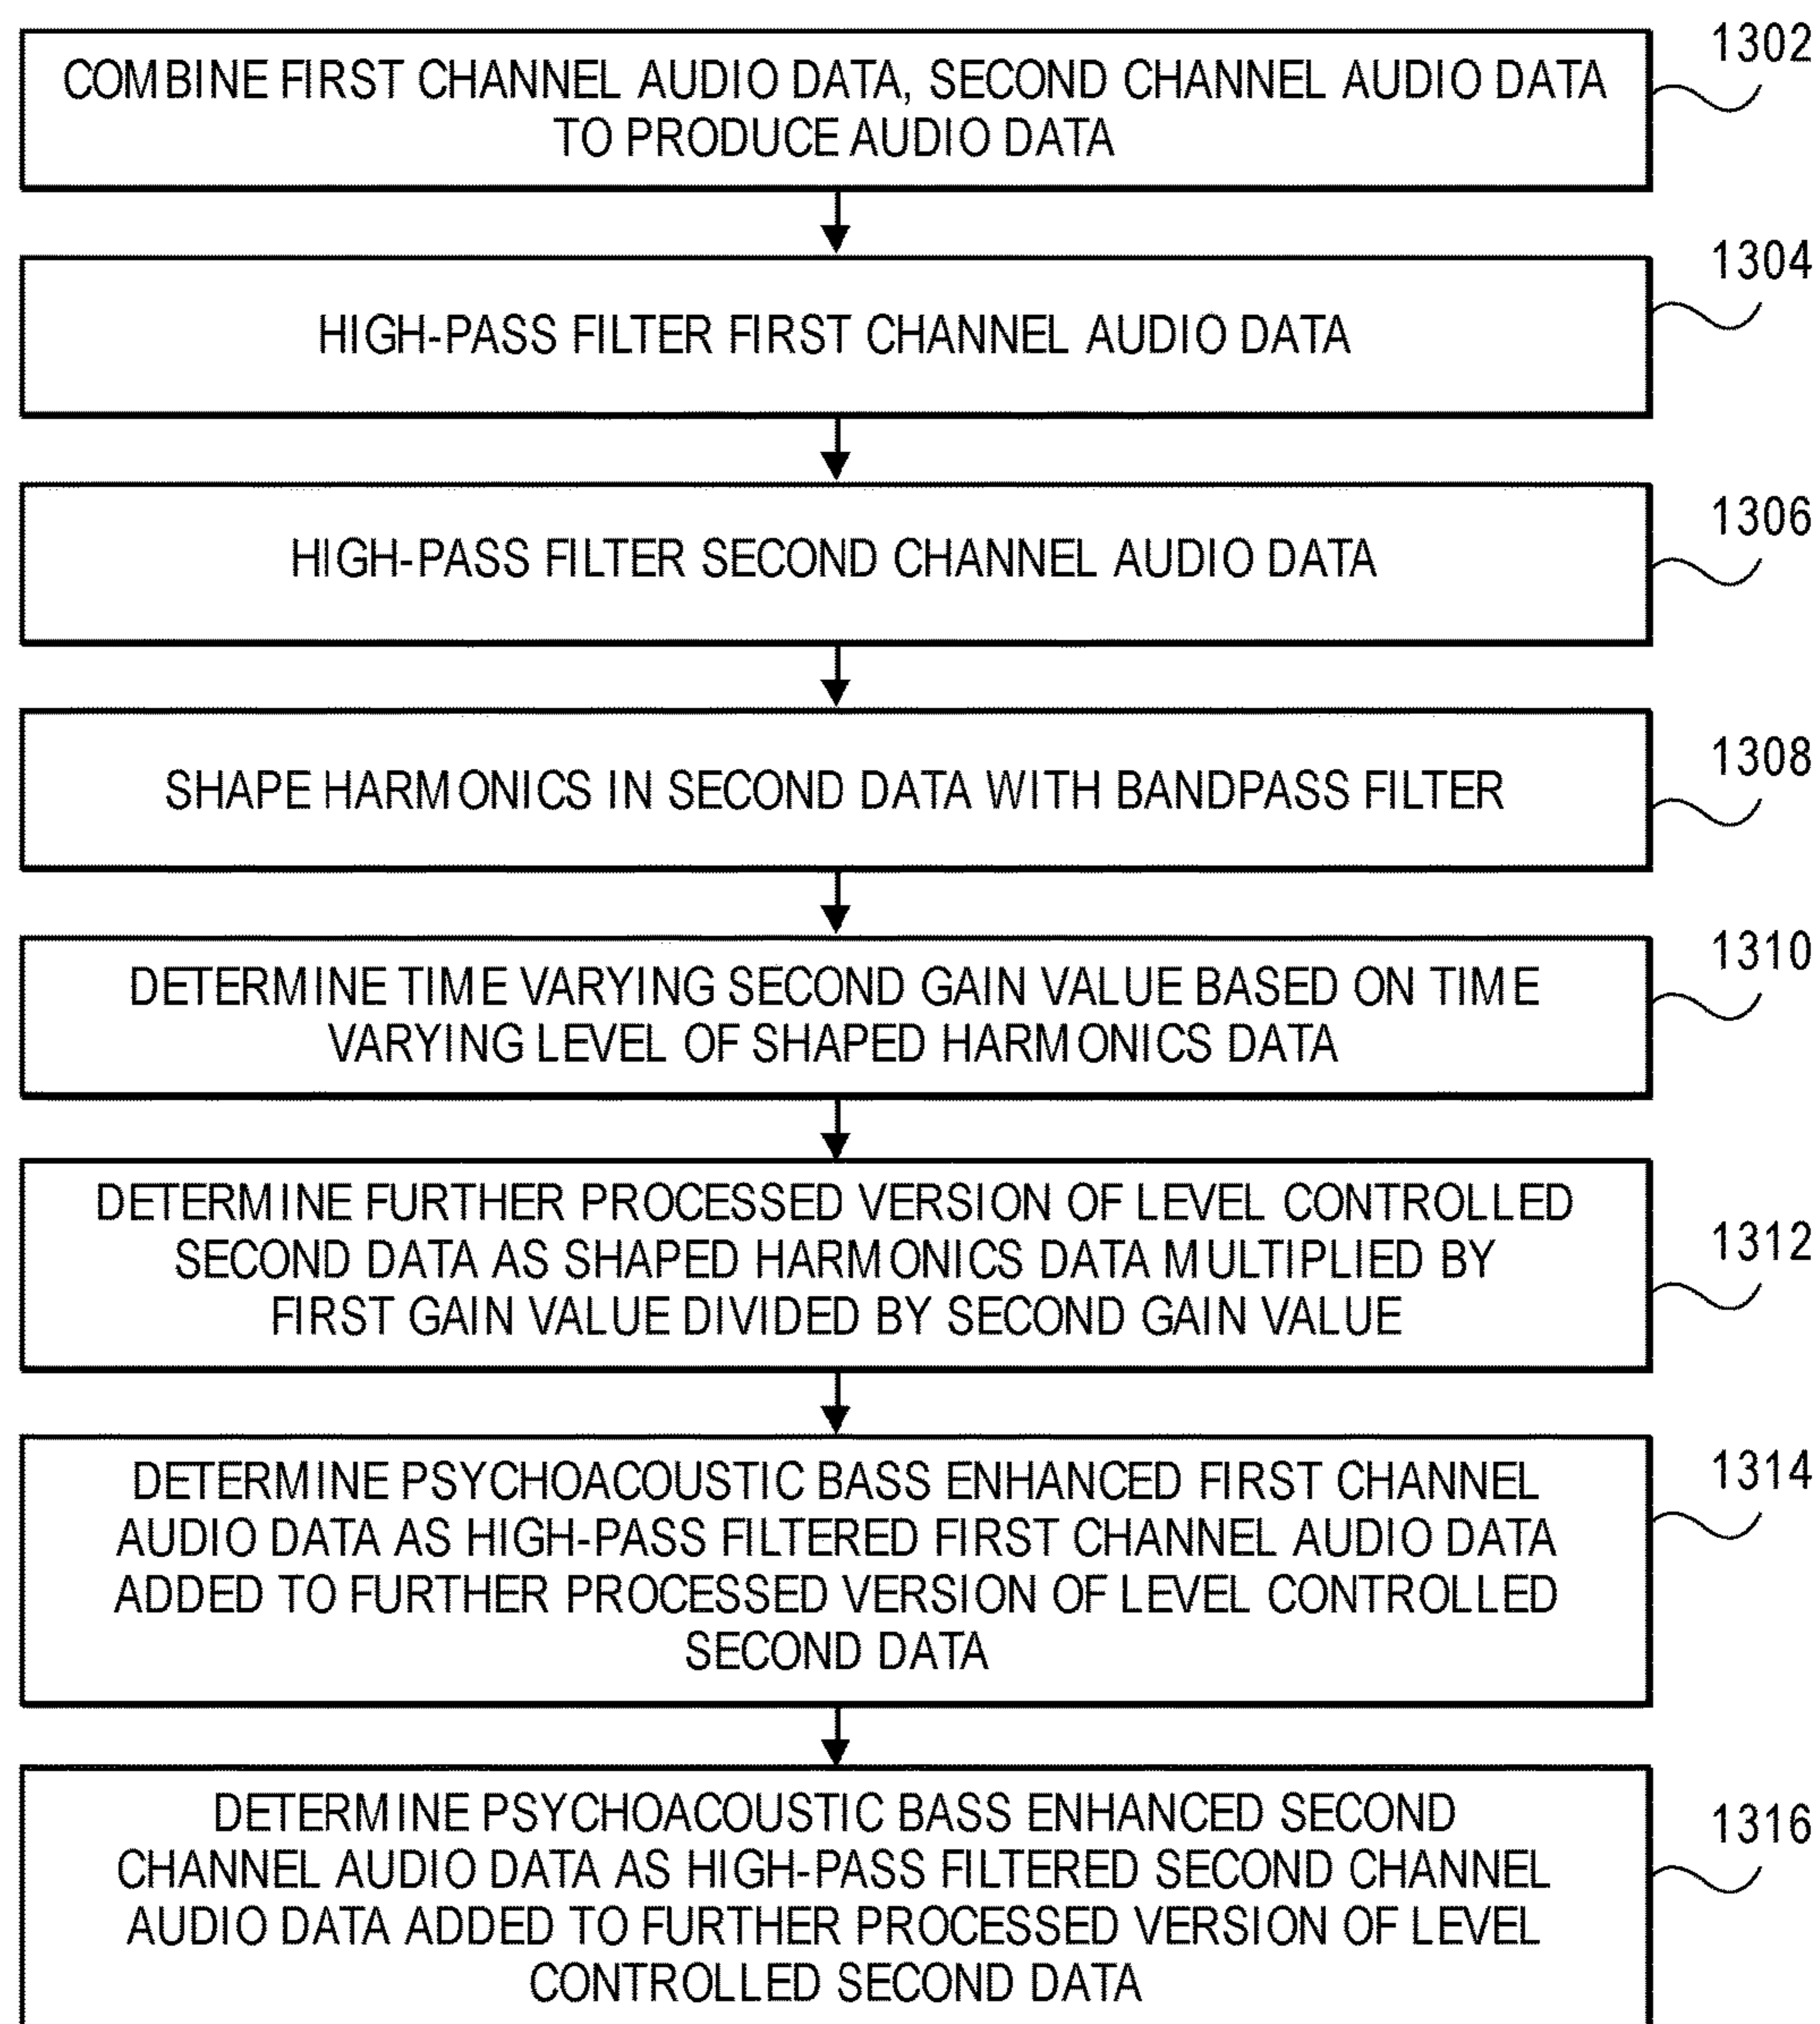 1302
COMBINE FIRST CHANNEL AUDIO DATA, SECOND CHANNEL AUDIO DATA
TO PRODUCE AUDIO DATA
1304
HIGH-PASS FILTER FIRST CHANNEL AUDIO DATA
1306
HIGH-PASS FILTER SECOND CHANNEL AUDIO DATA
1308
SHAPE HARMONICS IN SECOND DATA WITH BANDPASS FILTER
1310
DETERMINE TIME VARYING SECOND GAIN VALUE BASED ON TIME
VARYING LEVEL OF SHAPED HARMONICS DATA
1312
DETERMINE FURTHER PROCESSED VERSION OF LEVEL CONTROLLED
SECOND DATA AS SHAPED HARMONICS DATA MULTIPLIED BY
FIRST GAIN VALUE DIVIDED BY SECOND GAIN VALUE
1314
DETERMINE PSYCHOACOUSTIC BASS ENHANCED FIRST CHANNEL
AUDIO DATA AS HIGH-PASS FILTERED FIRST CHANNEL AUDIO DATA
ADDED TO FURTHER PROCESSED VERSION OF LEVEL CONTROLLED
SECOND DATA
1316
DETERMINE PSYCHOACOUSTIC BASS ENHANCED SECOND
CHANNEL AUDIO DATA AS HIGH-PASS FILTERED SECOND CHANNEL
AUDIO DATA ADDED TO FURTHER PROCESSED VERSION OF LEVEL
CONTROLLED SECOND DATA